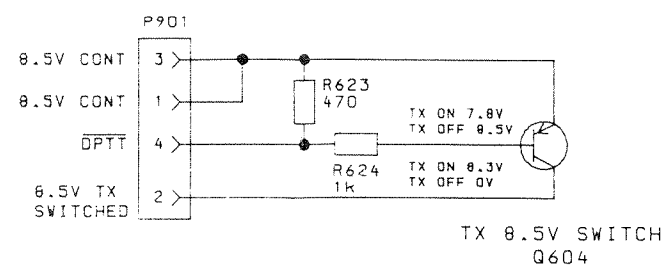 P901
8.5V CONT 3
8.5V CONT 1
DPTT 4
8.5V TX
SWITCHED 2
R623
470
R624
1k
TX ON 7.8V
TX OFF 8.5V
TX ON 8.3V
TX OFF 0V
TX 8.5V SWITCH
Q604